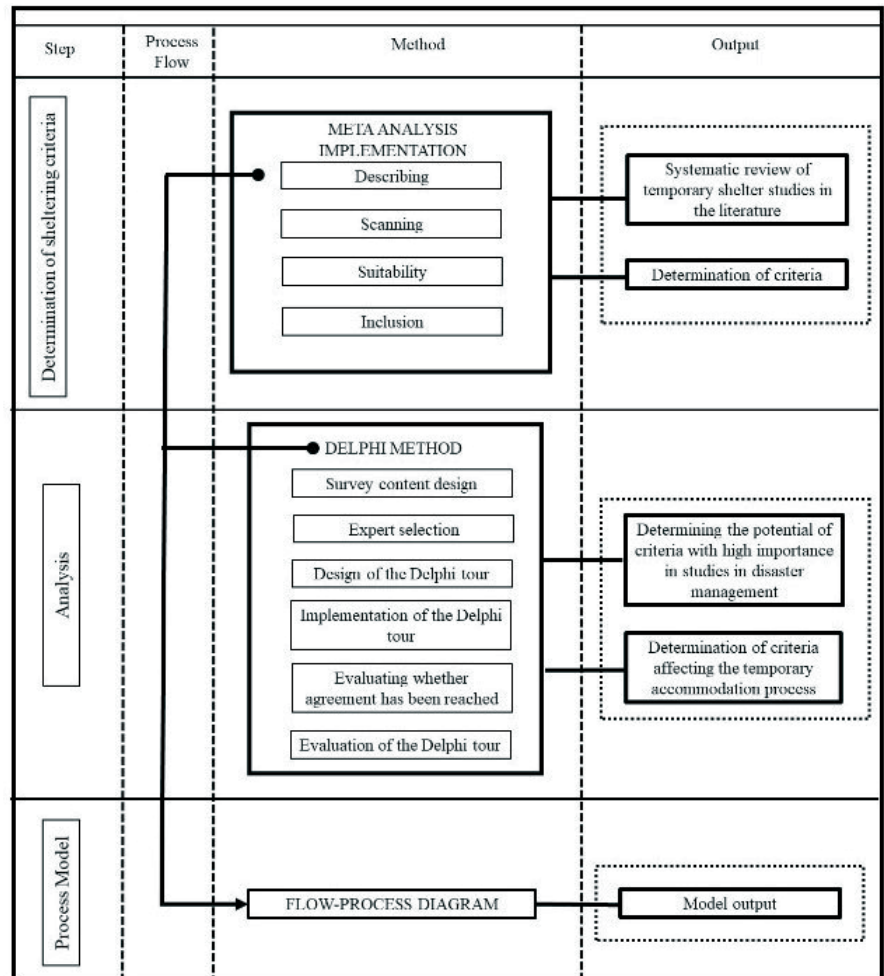 Step
Process
Flow
Method
Output
Determination of sheltering criteria
META ANALYSIS
IMPLEMENTATION
Describing
Scanning
Suitability
Inclusion
Systematic review of
temporary shelter studies in
the literature
Determination of criteria
Analysis
DELPHI METHOD
Survey content design
Expert selection
Design of the Delphi tour
Implementation of the Delphi
tour
Evaluating whether
agreement has been reached
Evaluation of the Delphi tour
Determining the potential of
criteria with high importance
in studies in disaster
management
Determination of criteria
affecting the temporary
accommodation process
Process Model
FLOW-PROCESS DIAGRAM
Model output